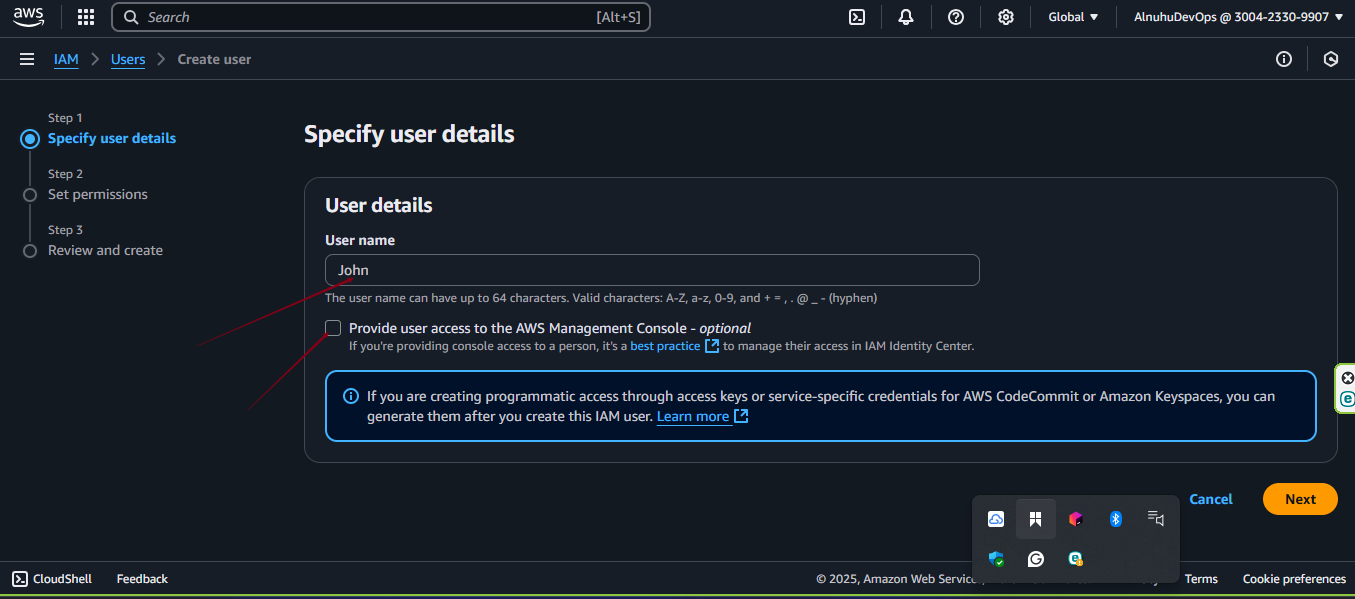 aws
Search
[Alt+S]
Global
AlnuhuDevOps @ 3004-2330-9907
IAM
Users
Create user
Step 1
Specify user details
Step 2
Set permissions
Step 3
Review and create
Specify user details
User details
User name
John
The user name can have up to 64 characters. Valid characters: A-Z, a-z, 0-9, and + = , . @ _ - (hyphen)
Provide user access to the AWS Management Console - optional
If you're providing console access to a person, it's a best practice to manage their access in IAM Identity Center.
If you are creating programmatic access through access keys or service-specific credentials for AWS CodeCommit or Amazon Keyspaces, you can
generate them after you create this IAM user. Learn more
Cancel
Next
CloudShell
Feedback
© 2025, Amazon Web
Terms
Cookie preferences